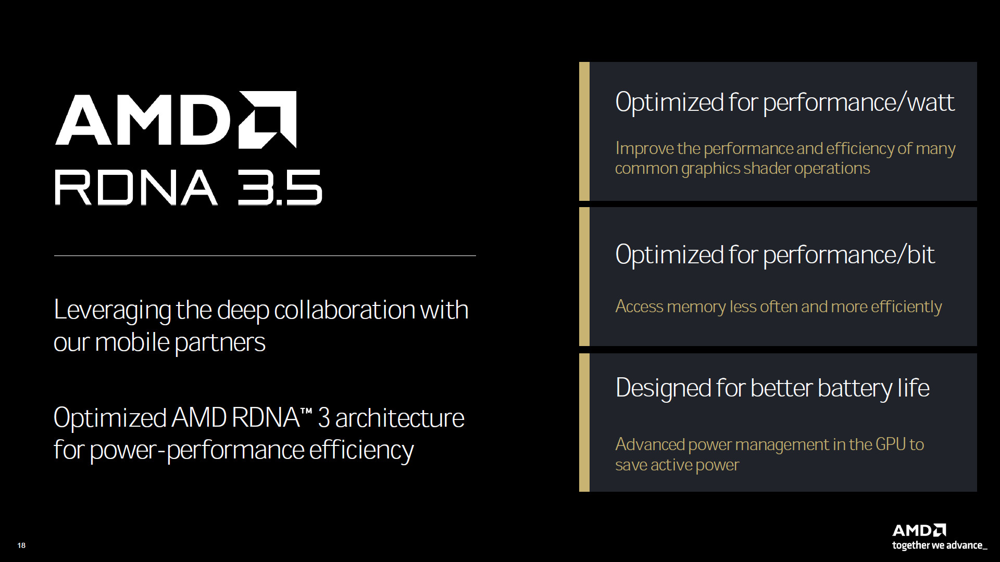 AMD
RDNA 3.5
Leveraging the deep collaboration with
our mobile partners
Optimized AMD RDNA™ 3 architecture
for power-performance efficiency
Optimized for performance/watt
Improve the performance and efficiency of many
common graphics shader operations
Optimized for performance/bit
Access memory less often and more efficiently
Designed for better battery life
Advanced power management in the GPU to
save active power
18
AMD
together we advance_